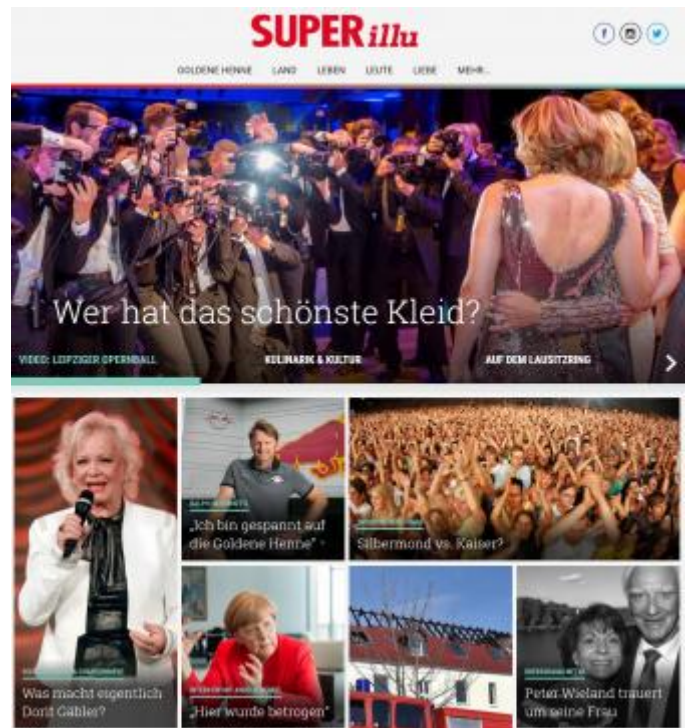 SUPERillu
GOLDENE HENNE LAND LEBEN LEUTE LIEBE MEHR...
Wer hat das schönste Kleid?
VIDEO: LEIPZIGER OPERNBALL KULINARIK & KULTUR AUF DEM LAUSITZRING
„Ich bin gespannt auf
die Goldene Henne"
Silbermond vs. Kaiser?
Was macht eigentlich
Dorit Gäbler?
„Hier wurde betrogen"
Peter Wieland trauert
um seine Frau